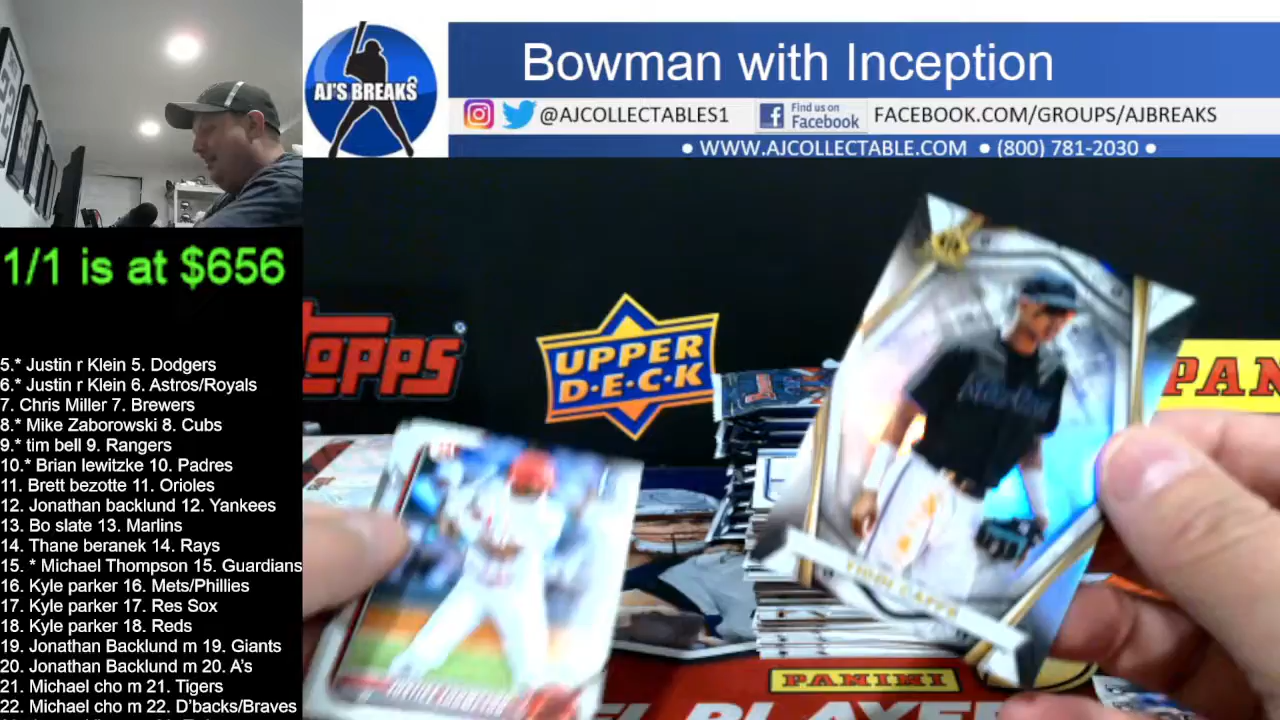 Bowman with Inception
AJ'S BREAKS
@AJCOLLECTABLES1
Find us on
Facebook
FACEBOOK.COM/GROUPS/AJBREAKS
• WWW.AJCOLLECTABLE.COM • (800) 781-2030 •
1/1 is at $656
TOPPS
UPPER
D·E·C·K
PAN
5.* Justin r Klein 5. Dodgers
6.* Justin r Klein 6. Astros/Royals
7. Chris Miller 7. Brewers
8.* Mike Zaborowski 8. Cubs
9.* tim bell 9. Rangers
10.* Brian lewitzke 10. Padres
11. Brett bezotte 11. Orioles
12. Jonathan backlund 12. Yankees
13. Bo slate 13. Marlins
14. Thane beranek 14. Rays
15. * Michael Thompson 15. Guardians
16. Kyle parker 16. Mets/Phillies
17. Kyle parker 17. Res Sox
18. Kyle parker 18. Reds
19. Jonathan Backlund m 19. Giants
20. Jonathan Backlund m 20. A's
21. Michael cho m 21. Tigers
22. Michael cho m 22. D'backs/Braves
PANINI
PLAYE